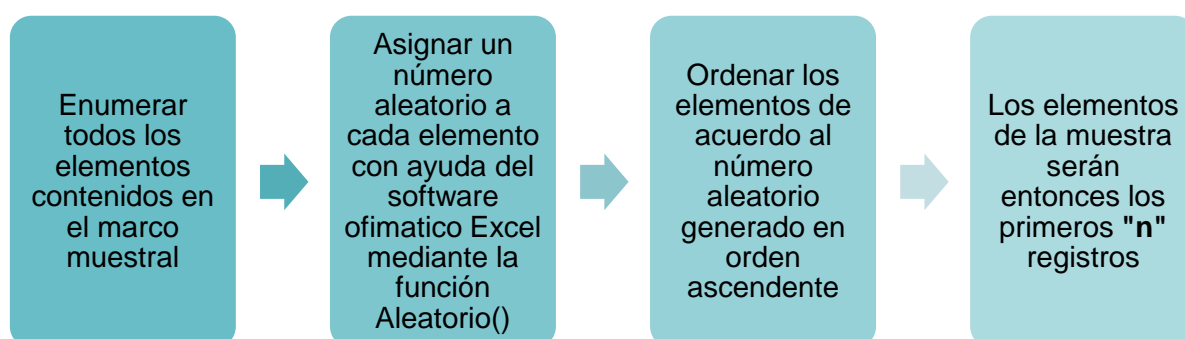 Enumerar
todos los
elementos
contenidos en
el marco
muestral
Asignar un
número
aleatorio a
cada elemento
con ayuda del
software
ofimatico Excel
mediante la
función
Aleatorio()
Ordenar los
elementos de
acuerdo al
número
aleatorio
generado en
orden
ascendente
Los elementos
de la muestra
serán
entonces los
primeros "n"
registros